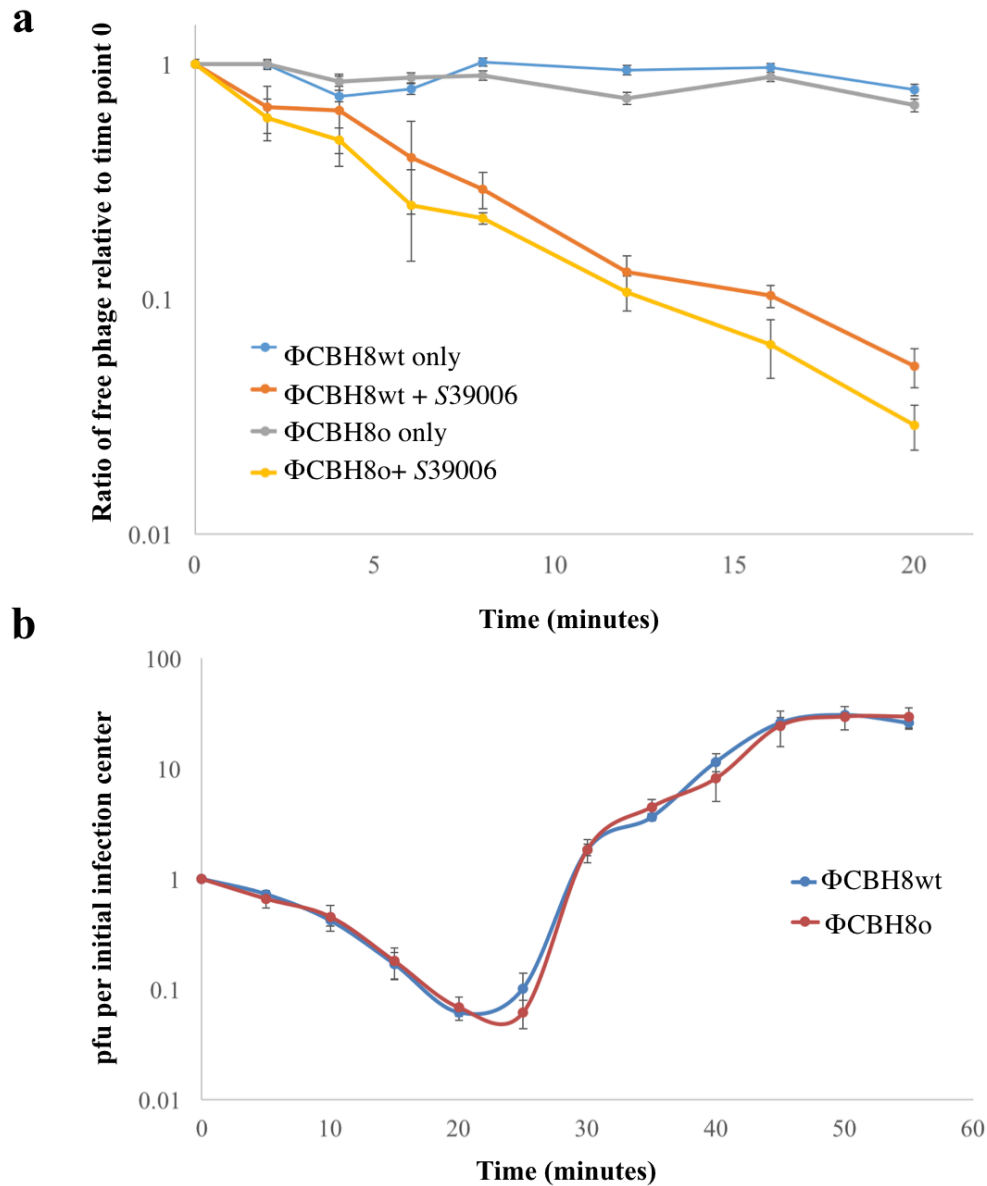 a
Ratio of free phage relative to time point 0
1
0.1
0.01
ΦCBH8wt only
ΦCBH8wt + S39006
ΦCBH8o only
ΦCBH8o+ S39006
0 5 10 15 20
Time (minutes)
b
pfu per initial infection center
100
10
1
0.1
0.01
ΦCBH8wt
ΦCBH8o
0 10 20 30 40 50 60
Time (minutes)